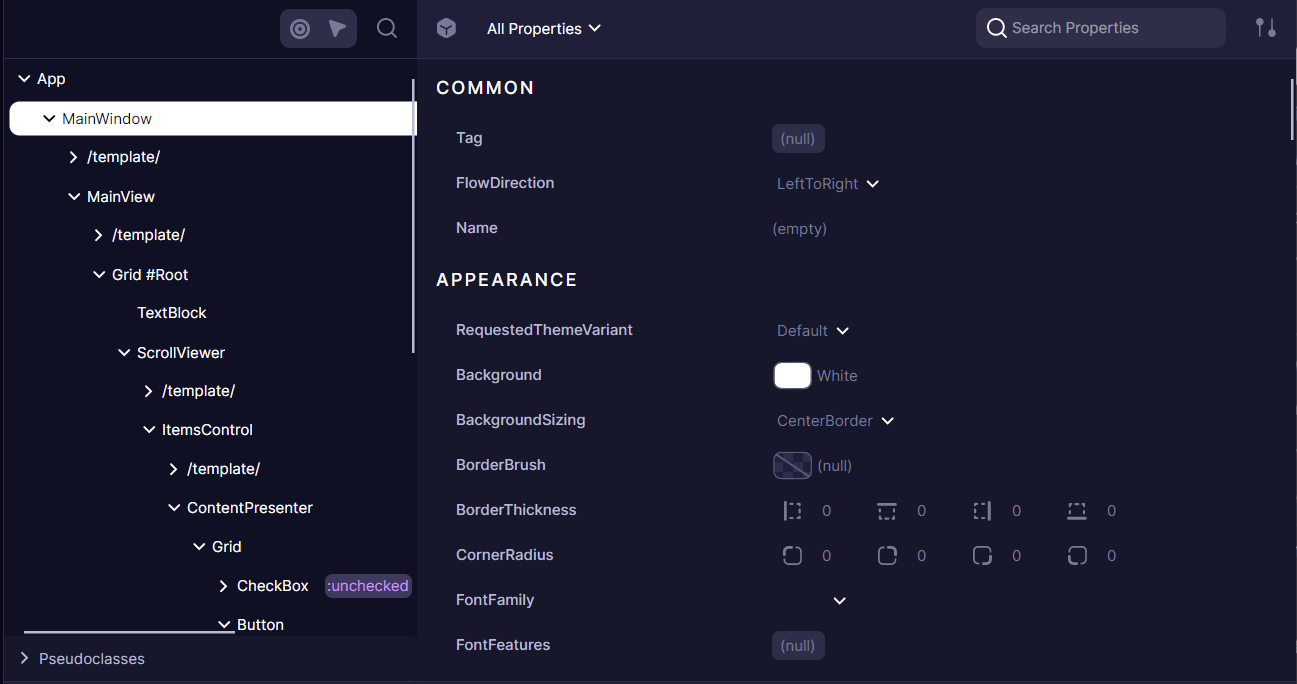 All Properties
Search Properties
App
MainWindow
/template/
MainView
/template/
Grid #Root
TextBlock
ScrollViewer
/template/
ItemsControl
/template/
ContentPresenter
Grid
CheckBox :unchecked
Button
Pseudoclasses
COMMON
Tag (null)
FlowDirection LeftToRight
Name (empty)
APPEARANCE
RequestedThemeVariant Default
Background White
BackgroundSizing CenterBorder
BorderBrush (null)
BorderThickness 0 0 0 0
CornerRadius 0 0 0 0
FontFamily
FontFeatures (null)